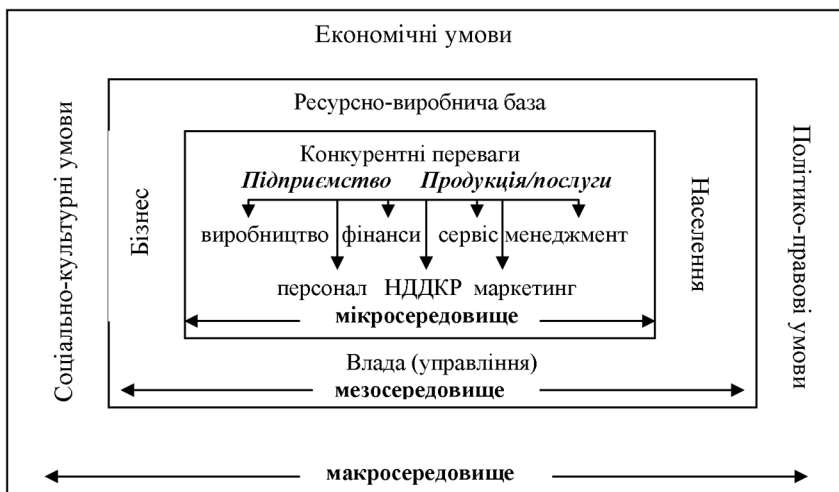 Економічні умови
Соціально-культурні умови
Ресурсно-виробнича база
Бізнес
Конкурентні переваги
Підприємство Продукція/послуги
виробництво фінанси сервіс менеджмент
персонал НДДКР маркетинг
мікросередовище
Населення
Політико-правові умови
Влада (управління)
мезосередовище
макросередовище